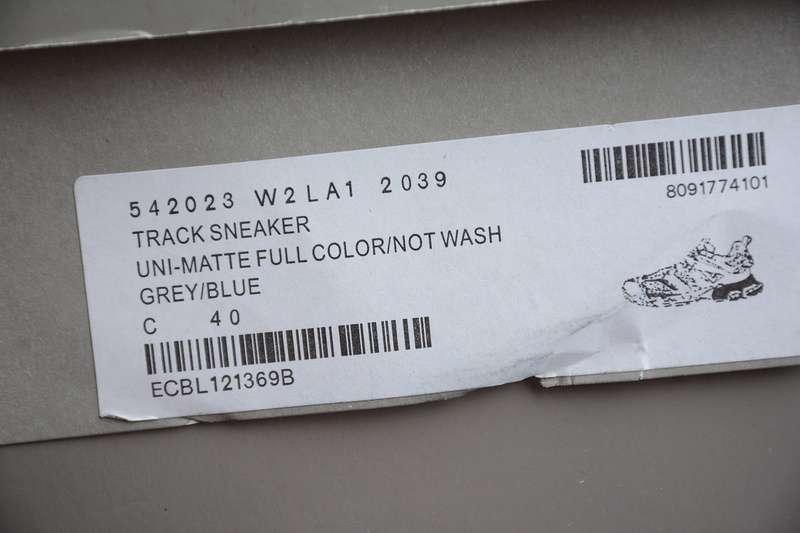 542023 W2LA1 2039
8091774101
TRACK SNEAKER
UNI-MATTE FULL COLOR/NOT WASH
GREY/BLUE
C 40
ECBL121369B